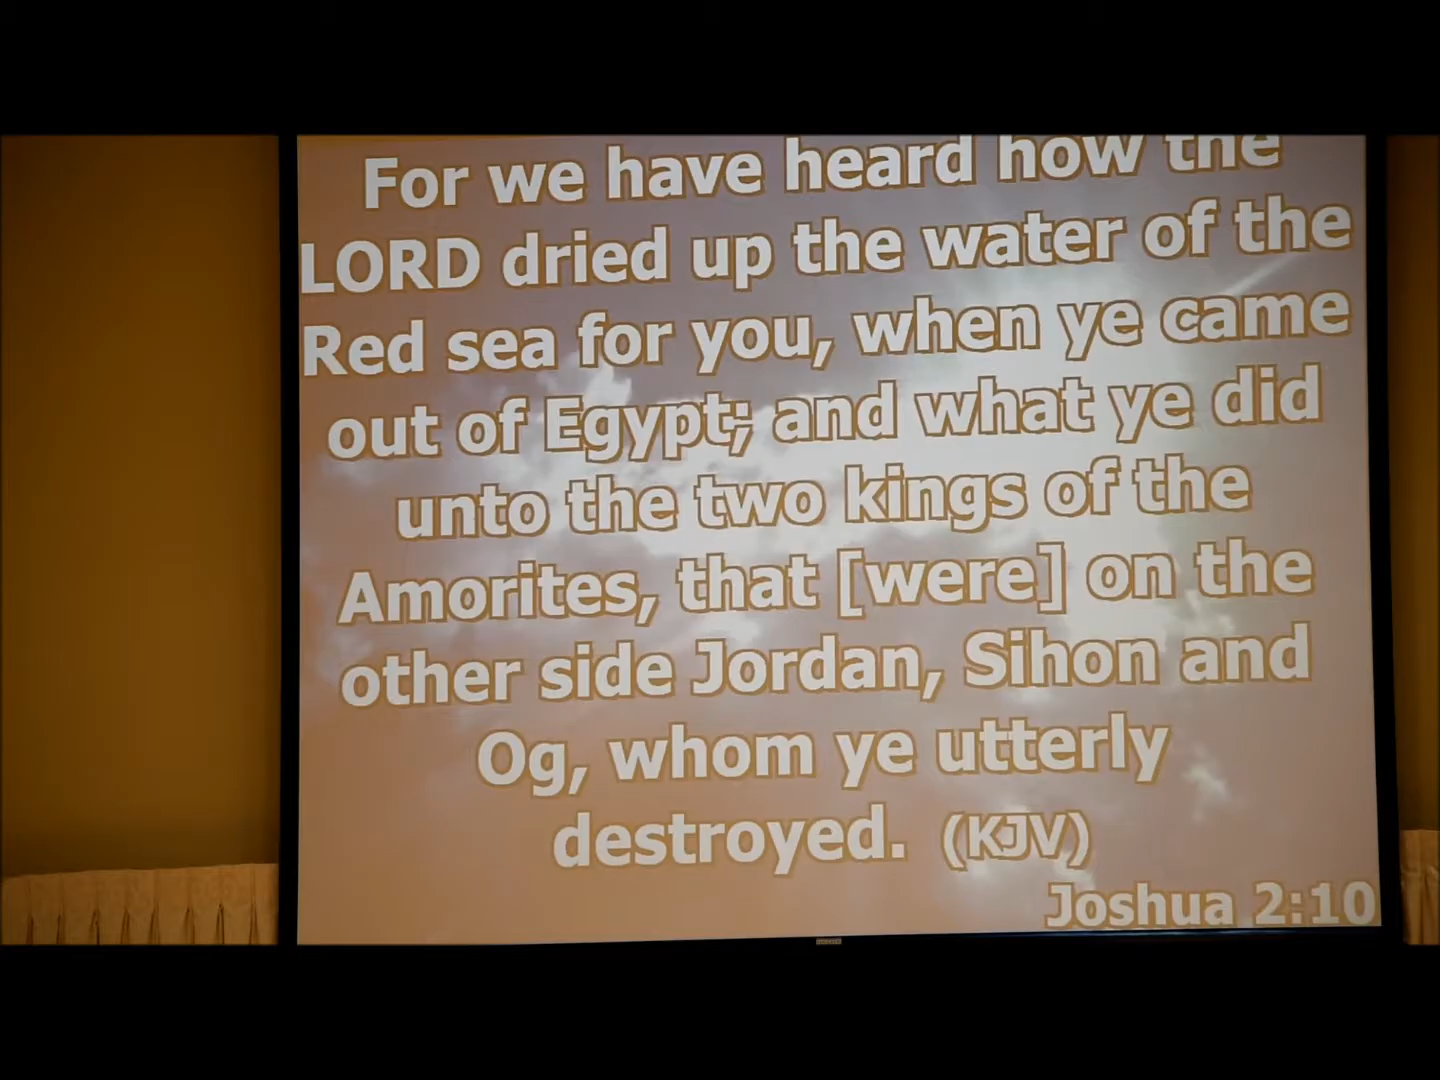 For we have heard how the
LORD dried up the water of the
Red sea for you, when ye came
out of Egypt; and what ye did
unto the two kings of the
Amorites, that [were] on the
other side Jordan, Sihon and
Og, whom ye utterly
destroyed. (KJV)
Joshua 2:10